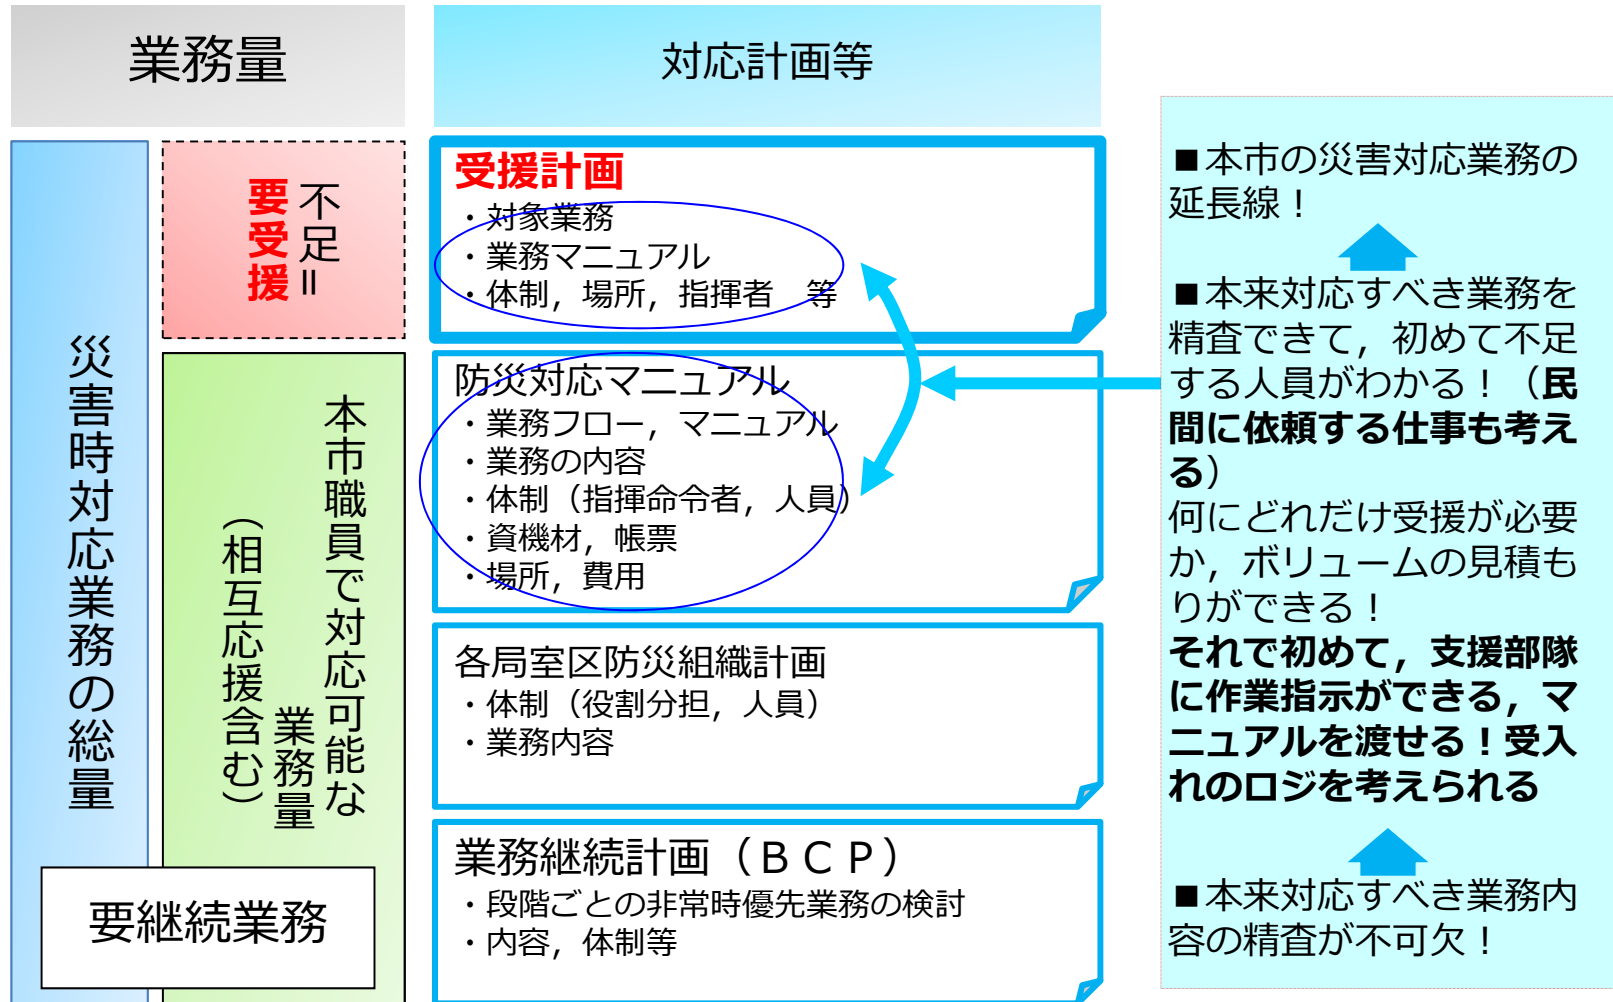 業務量
対応計画等
災害時対応業務の総量
不足＝
要受援
本市職員で対応可能な
業務量
（相互応援含む）
要継続業務
受援計画
・対象業務
・業務マニュアル
・体制，場所，指揮者　等
防災対応マニュアル
・業務フロー，マニュアル
・業務の内容
・体制（指揮命令者，人員）
・資機材，帳票
・場所，費用
各局室区防災組織計画
・体制（役割分担，人員）
・業務内容
業務継続計画（ＢＣＰ）
・段階ごとの非常時優先業務の検討
・内容，体制等
■本市の災害対応業務の
延長線！
■本来対応すべき業務を
精査できて，初めて不足
する人員がわかる！（民
間に依頼する仕事も考え
る）
何にどれだけ受援が必要
か，ボリュームの見積も
りができる！
それで初めて，支援部隊
に作業指示ができる，マ
ニュアルを渡せる！受入
れのロジを考えられる
■本来対応すべき業務内
容の精査が不可欠！